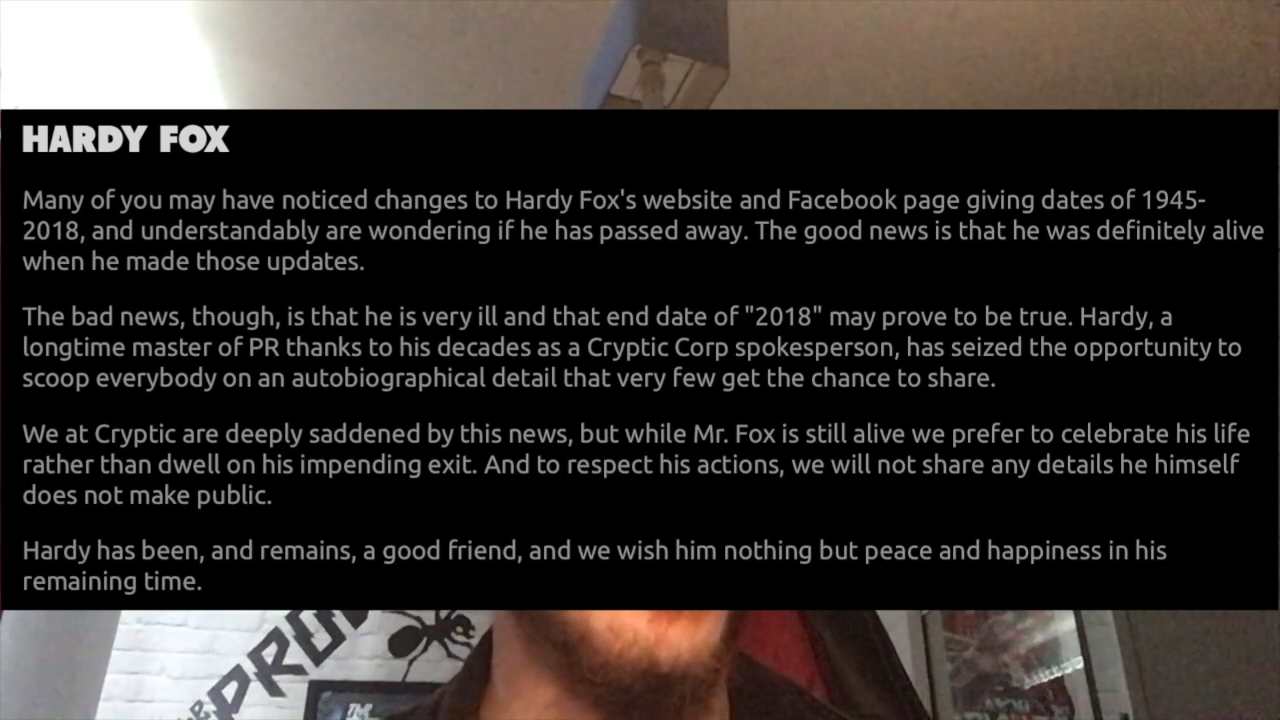 HARDY FOX
Many of you may have noticed changes to Hardy Fox's website and Facebook page giving dates of 1945-
2018, and understandably are wondering if he has passed away. The good news is that he was definitely alive
when he made those updates.
The bad news, though, is that he is very ill and that end date of "2018" may prove to be true. Hardy, a
longtime master of PR thanks to his decades as a Cryptic Corp spokesperson, has seized the opportunity to
scoop everybody on an autobiographical detail that very few get the chance to share.
We at Cryptic are deeply saddened by this news, but while Mr. Fox is still alive we prefer to celebrate his life
rather than dwell on his impending exit. And to respect his actions, we will not share any details he himself
does not make public.
Hardy has been, and remains, a good friend, and we wish him nothing but peace and happiness in his
remaining time.